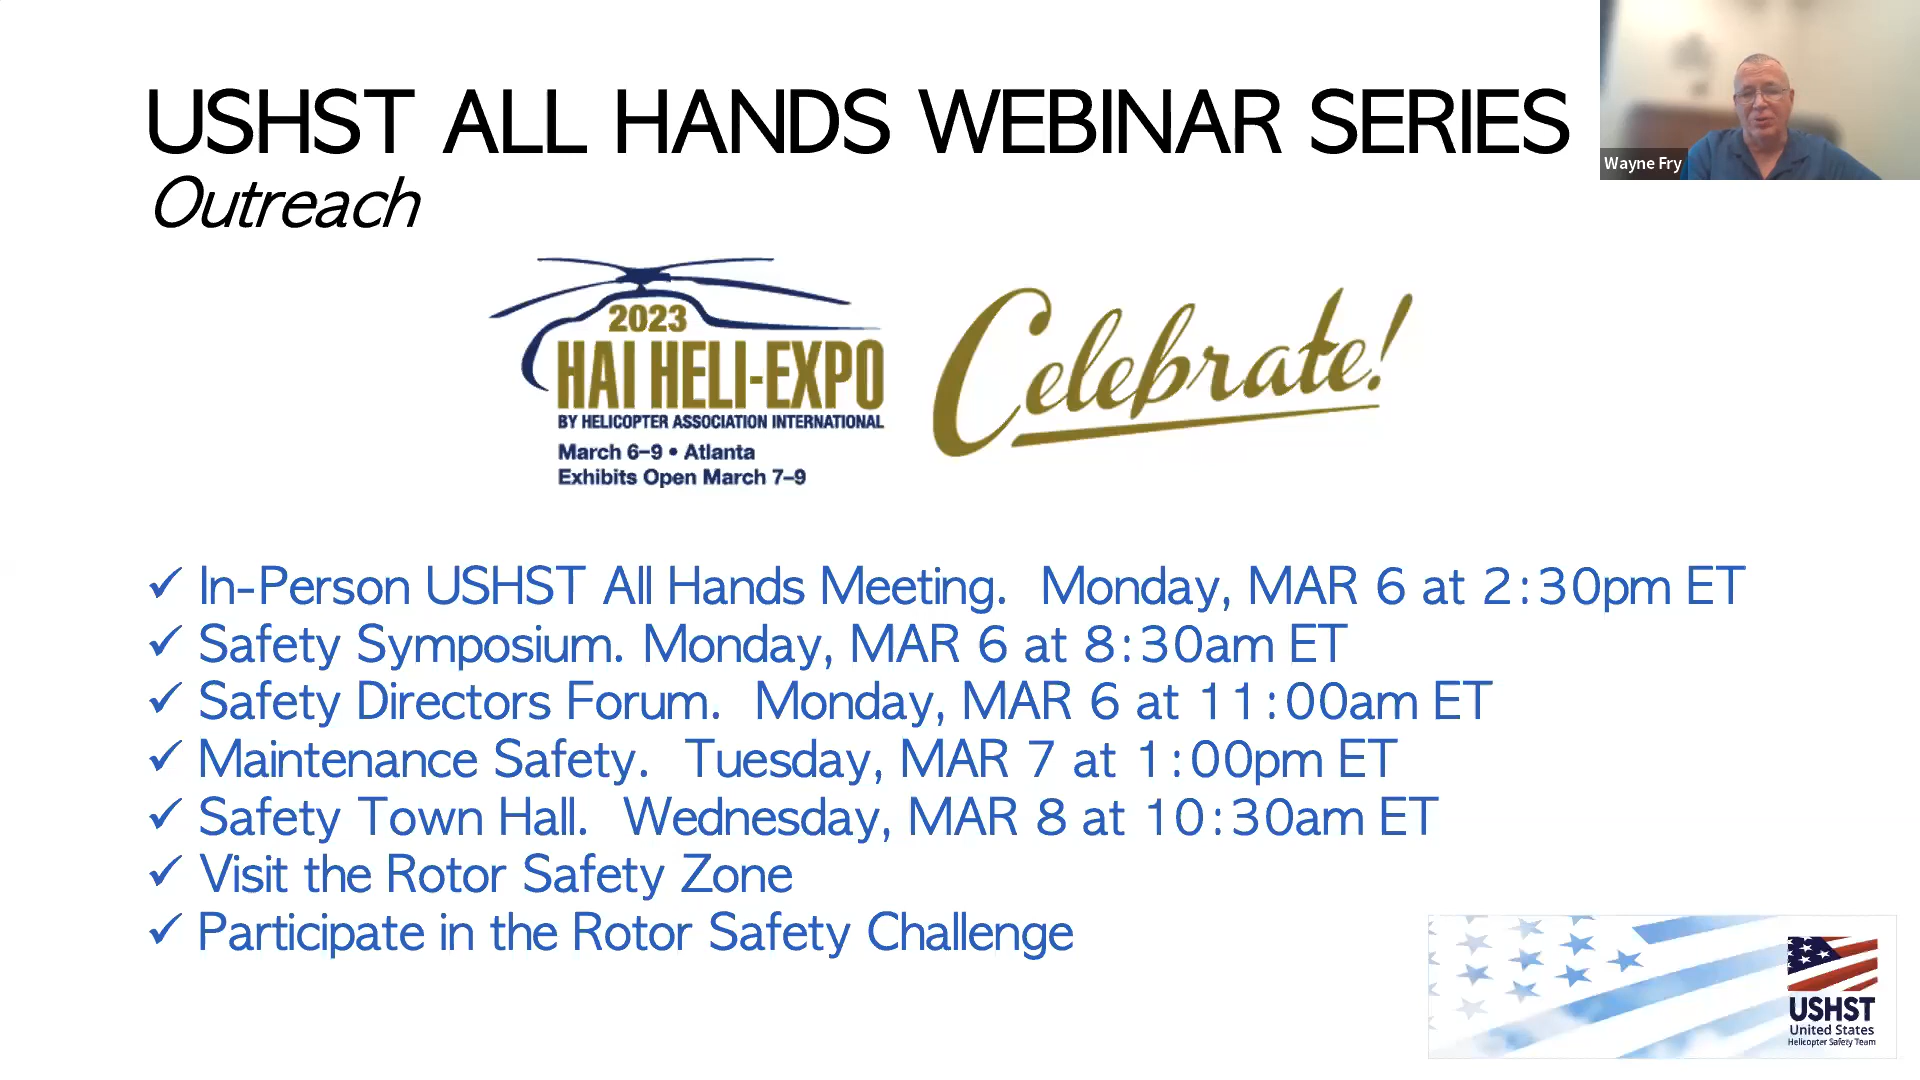 USHST ALL HANDS WEBINAR SERIES
Outreach
Wayne Fry
2023
HAI HELI-EXPO
BY HELICOPTER ASSOCIATION INTERNATIONAL
March 6–9 • Atlanta
Exhibits Open March 7–9
Celebrate!
✓ In-Person USHST All Hands Meeting. Monday, MAR 6 at 2:30pm ET
✓ Safety Symposium. Monday, MAR 6 at 8:30am ET
✓ Safety Directors Forum. Monday, MAR 6 at 11:00am ET
✓ Maintenance Safety. Tuesday, MAR 7 at 1:00pm ET
✓ Safety Town Hall. Wednesday, MAR 8 at 10:30am ET
✓ Visit the Rotor Safety Zone
✓ Participate in the Rotor Safety Challenge
USHST
United States
Helicopter Safety Team